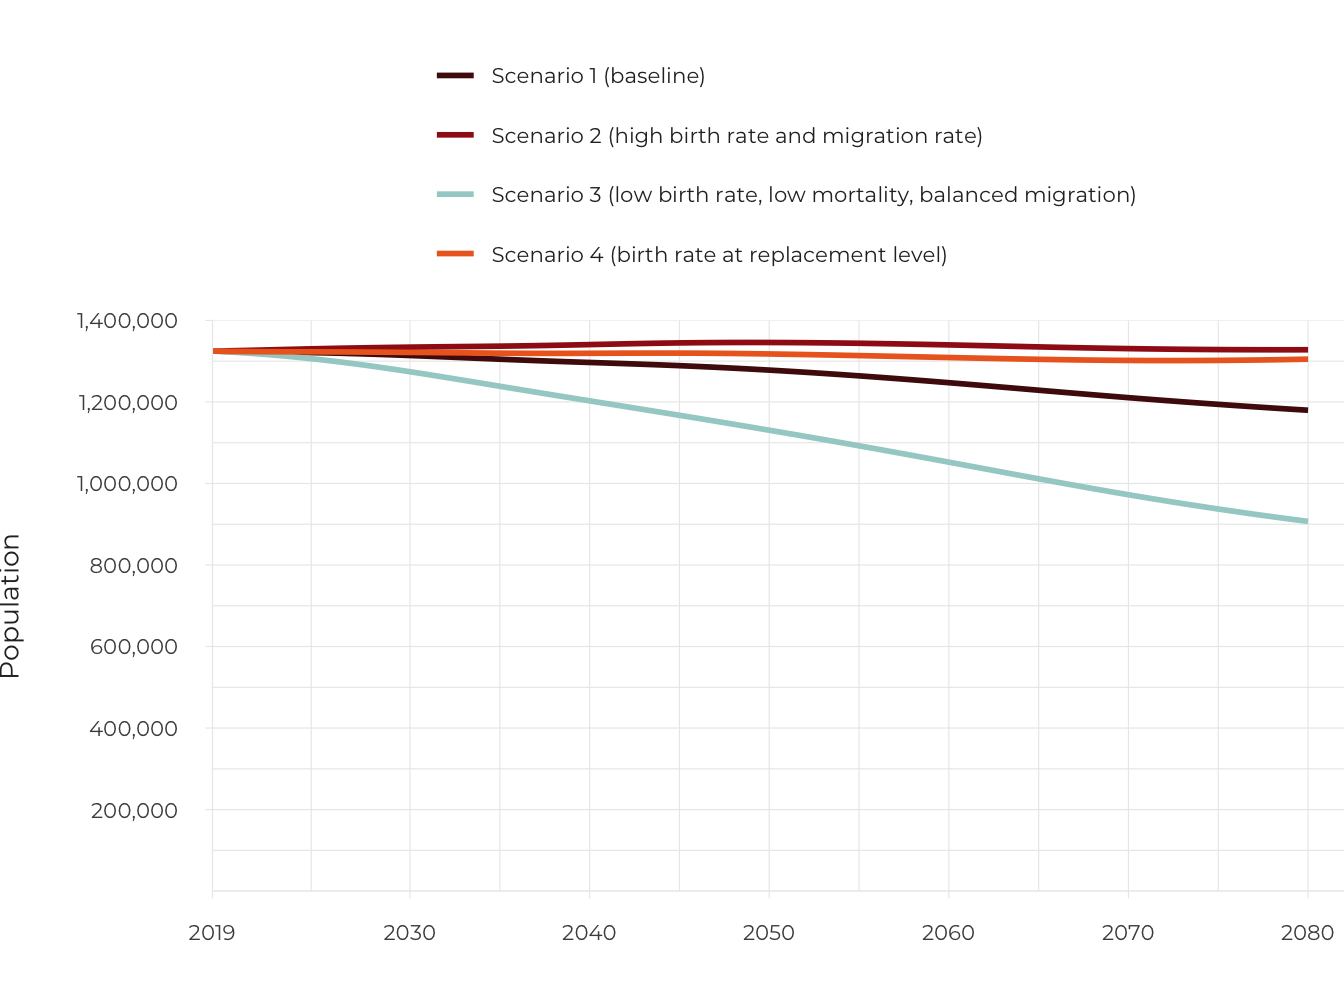 Scenario 1 (baseline)
Scenario 2 (high birth rate and migration rate)
Scenario 3 (low birth rate, low mortality, balanced migration)
Scenario 4 (birth rate at replacement level)
1,400,000
1,200,000
1,000,000
800,000
600,000
400,000
200,000
Population
2019 2030 2040 2050 2060 2070 2080